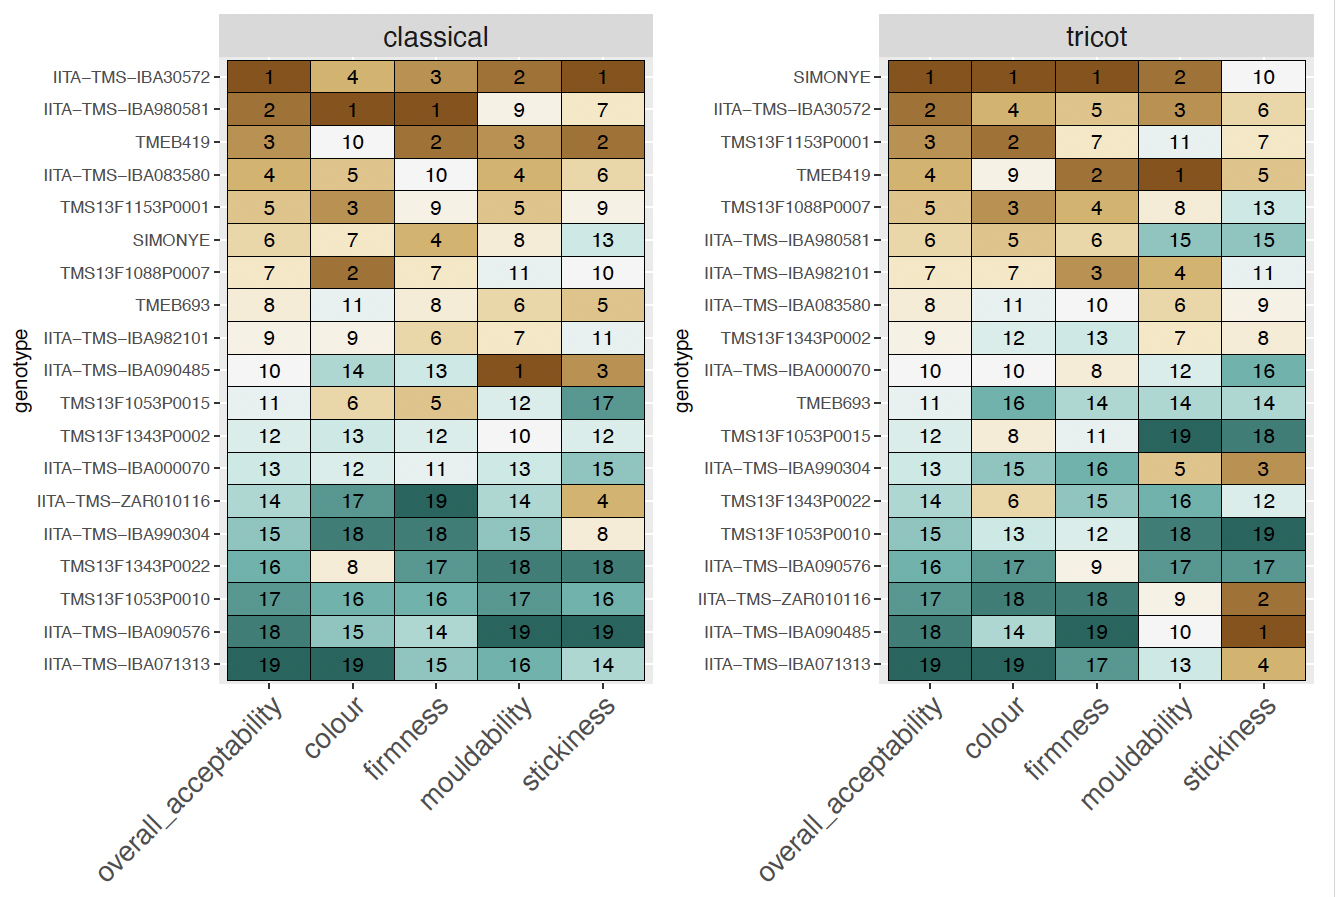 classical
genotype
IITA-TMS-IBA30572 1 4 3 2 1
IITA-TMS-IBA980581 2 1 1 9 7
TMEB419 3 10 2 3 2
IITA-TMS-IBA083580 4 5 10 4 6
TMS13F1153P0001 5 3 9 5 9
SIMONYE 6 7 4 8 13
TMS13F1088P0007 7 2 7 11 10
TMEB693 8 11 8 6 5
IITA-TMS-IBA982101 9 9 6 7 11
IITA-TMS-IBA090485 10 14 13 1 3
TMS13F1053P0015 11 6 5 12 17
TMS13F1343P0002 12 13 12 10 12
IITA-TMS-IBA000070 13 12 11 13 15
IITA-TMS-ZAR010116 14 17 19 14 4
IITA-TMS-IBA990304 15 18 18 15 8
TMS13F1343P0022 16 8 17 18 18
TMS13F1053P0010 17 16 16 17 16
IITA-TMS-IBA090576 18 15 14 19 19
IITA-TMS-IBA071313 19 19 15 16 14
overall_acceptability
colour
firmness
mouldability
stickiness
tricot
genotype
SIMONYE 1 1 1 2 10
IITA-TMS-IBA30572 2 4 5 3 6
TMS13F1153P0001 3 2 7 11 7
TMEB419 4 9 2 1 5
TMS13F1088P0007 5 3 4 8 13
IITA-TMS-IBA980581 6 5 6 15 15
IITA-TMS-IBA982101 7 7 3 4 11
IITA-TMS-IBA083580 8 11 10 6 9
TMS13F1343P0002 9 12 13 7 8
IITA-TMS-IBA000070 10 10 8 12 16
TMEB693 11 16 14 14 14
TMS13F1053P0015 12 8 11 19 18
IITA-TMS-IBA990304 13 15 16 5 3
TMS13F1343P0022 14 6 15 16 12
TMS13F1053P0010 15 13 12 18 19
IITA-TMS-IBA090576 16 17 9 17 17
IITA-TMS-ZAR010116 17 18 18 9 2
IITA-TMS-IBA090485 18 14 19 10 1
IITA-TMS-IBA071313 19 19 17 13 4
overall_acceptability
colour
firmness
mouldability
stickiness